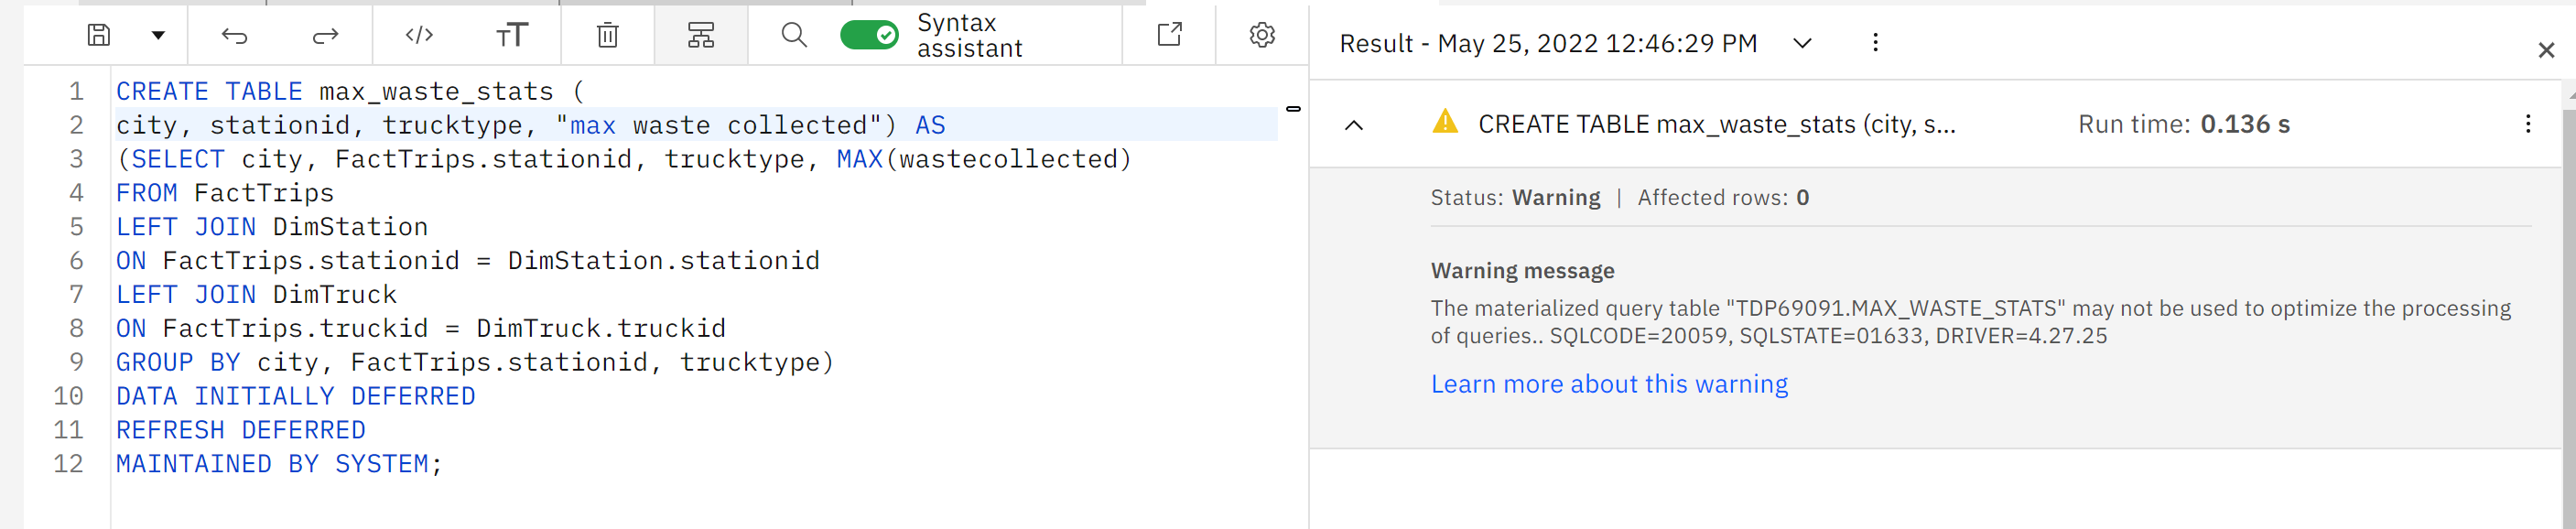 Syntax
assistant
1 CREATE TABLE max_waste_stats (
2 city, stationid, trucktype, "max waste collected") AS
3 (SELECT city, FactTrips.stationid, trucktype, MAX(wastecollected)
4 FROM FactTrips
5 LEFT JOIN DimStation
6 ON FactTrips.stationid = DimStation.stationid
7 LEFT JOIN DimTruck
8 ON FactTrips.truckid = DimTruck.truckid
9 GROUP BY city, FactTrips.stationid, trucktype)
10 DATA INITIALLY DEFERRED
11 REFRESH DEFERRED
12 MAINTAINED BY SYSTEM;
Result - May 25, 2022 12:46:29 PM
CREATE TABLE max_waste_stats (city, s... Run time: 0.136 s
Status: Warning | Affected rows: 0
Warning message
The materialized query table "TDP69091.MAX_WASTE_STATS" may not be used to optimize the processing
of queries.. SQLCODE=20059, SQLSTATE=01633, DRIVER=4.27.25
Learn more about this warning